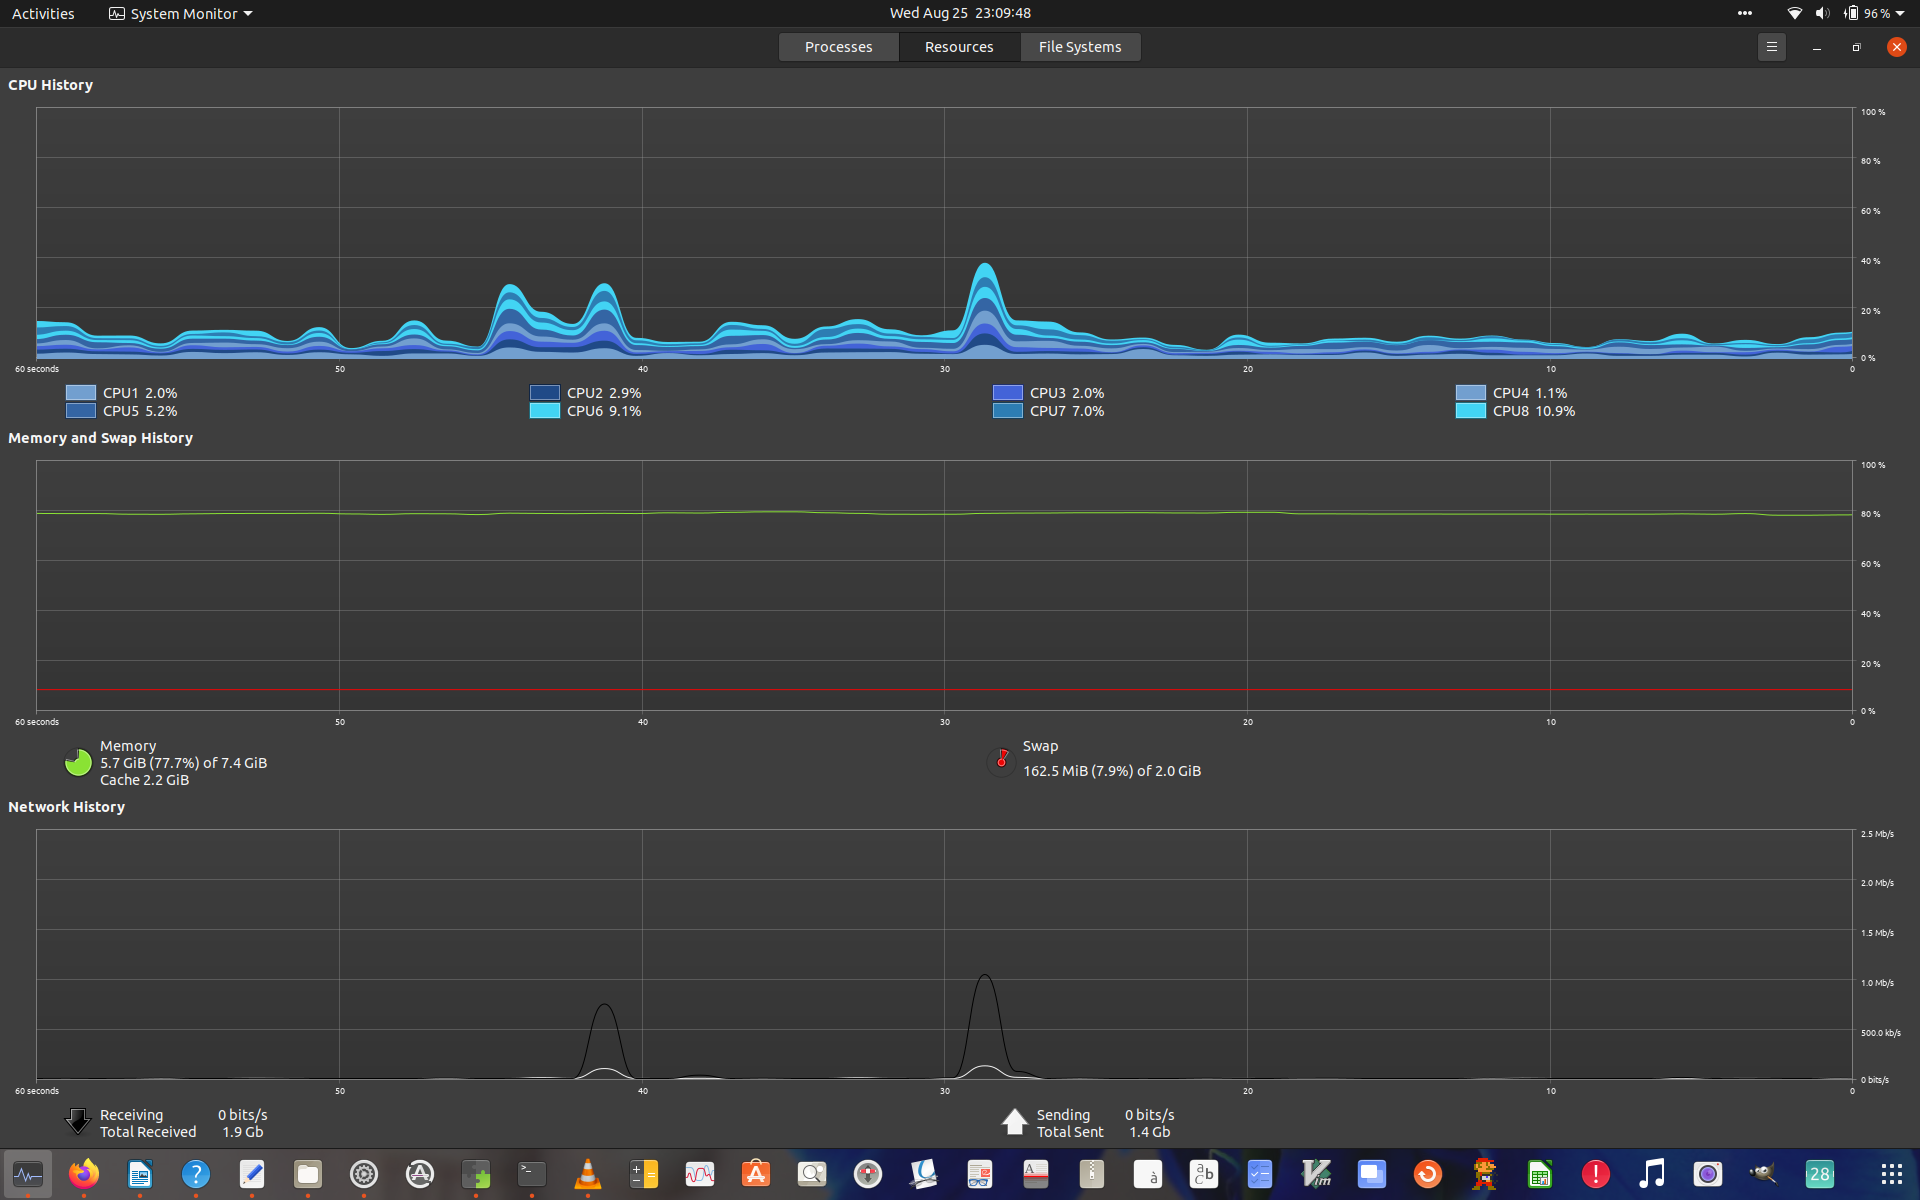 Activities System Monitor Wed Aug 25 23:09:48 96 %
Processes Resources File Systems
CPU History
100 %
80 %
60 %
40 %
20 %
0 %
60 seconds 50 40 30 20 10 0
CPU1 2.0% CPU2 2.9% CPU3 2.0% CPU4 1.1%
CPU5 5.2% CPU6 9.1% CPU7 7.0% CPU8 10.9%
Memory and Swap History
100 %
80 %
60 %
40 %
20 %
0 %
60 seconds 50 40 30 20 10 0
Memory Swap
5.7 GiB (77.7%) of 7.4 GiB 162.5 MiB (7.9%) of 2.0 GiB
Cache 2.2 GiB
Network History
2.5 Mb/s
2.0 Mb/s
1.5 Mb/s
1.0 Mb/s
500.0 kb/s
0 bits/s
60 seconds 50 40 30 20 10 0
Receiving 0 bits/s Sending 0 bits/s
Total Received 1.9 Gb Total Sent 1.4 Gb
? >_ A à a b c Vim ! 28